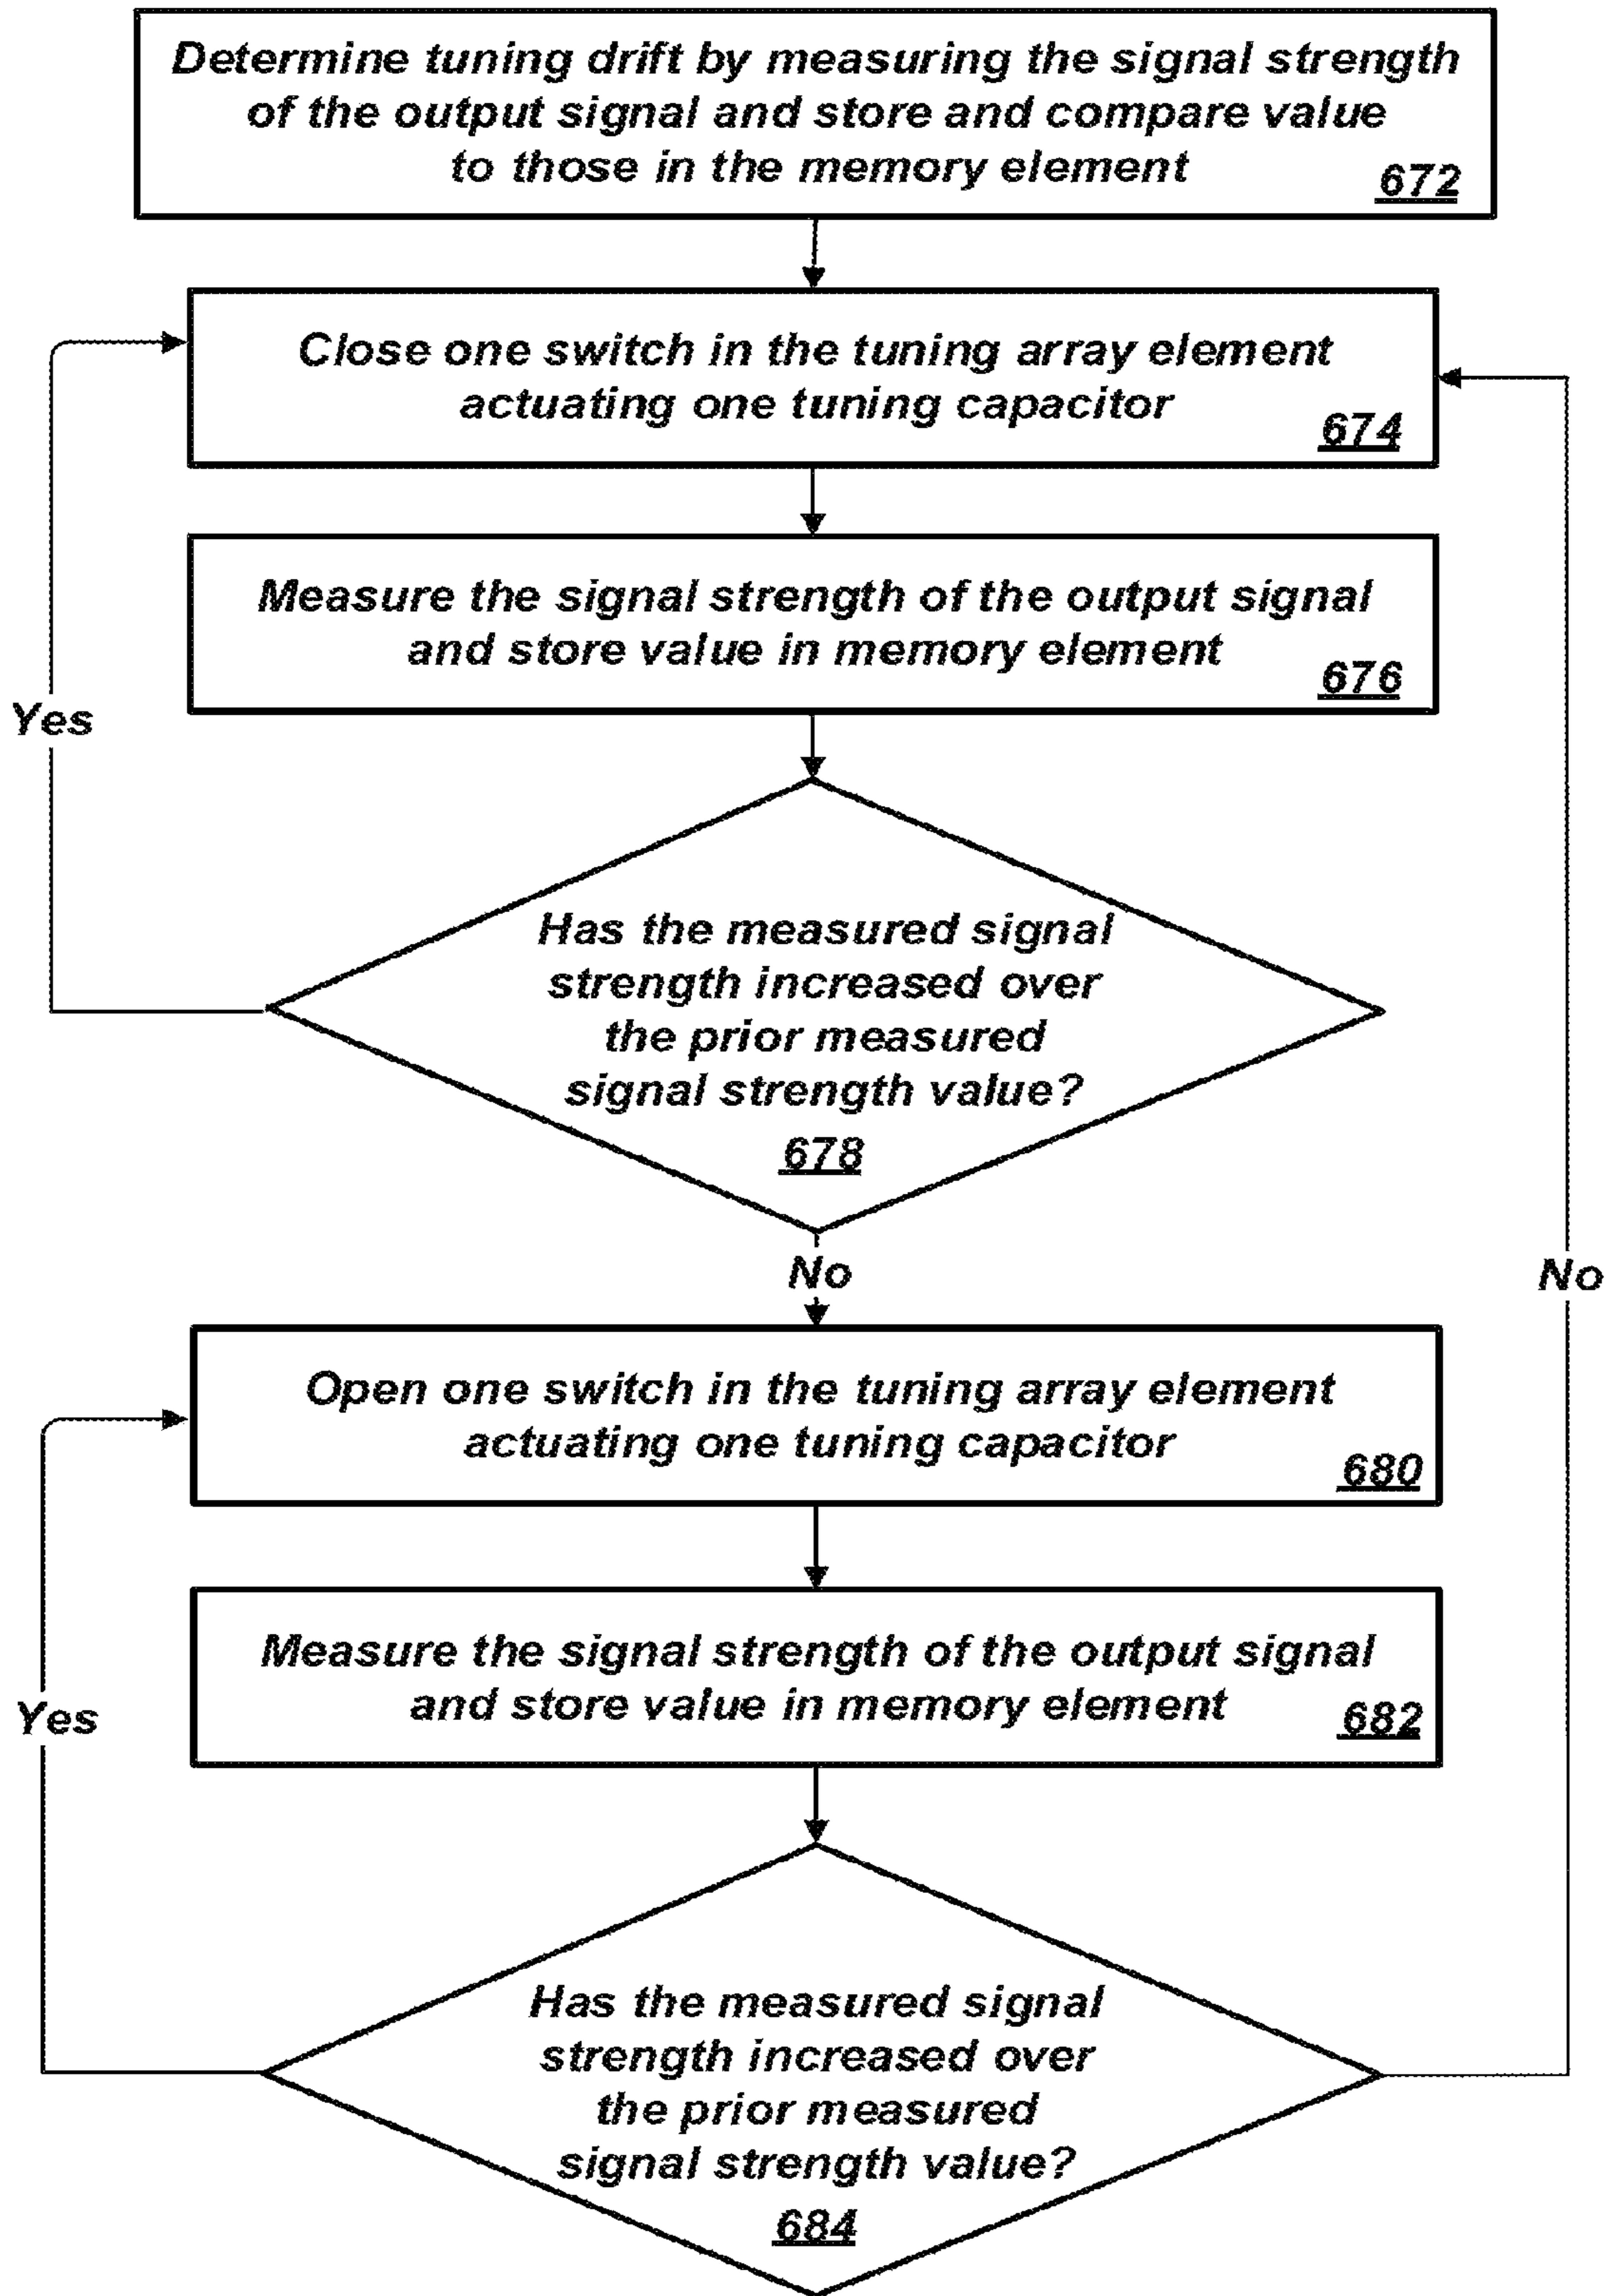 Determine tuning drift by measuring the signal strength
of the output signal and store and compare value
to those in the memory element
672
Close one switch in the tuning array element
actuating one tuning capacitor
674
Measure the signal strength of the output signal
and store value in memory element
676
Yes
Has the measured signal
strength increased over
the prior measured
signal strength value?
678
No
No
Open one switch in the tuning array element
actuating one tuning capacitor
680
Measure the signal strength of the output signal
and store value in memory element
682
Yes
Has the measured signal
strength increased over
the prior measured
signal strength value?
684